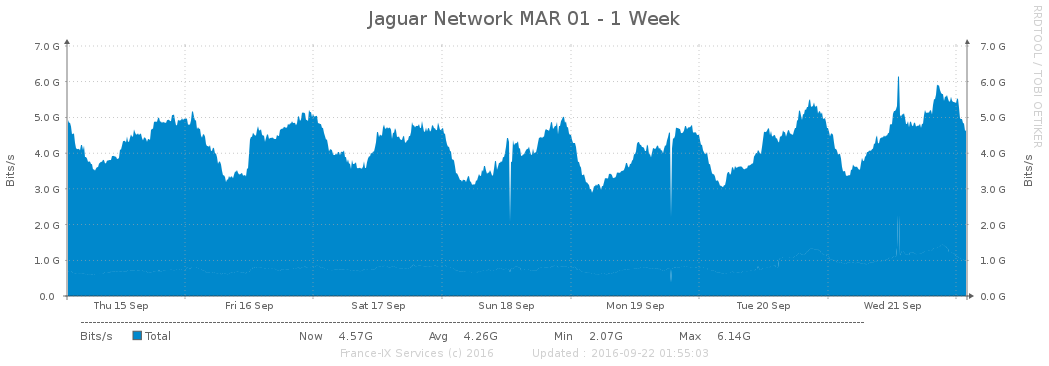 Jaguar Network MAR 01 - 1 Week
RRDTOOL / TOBI OETIKER
7.0 G 7.0 G
6.0 G 6.0 G
5.0 G 5.0 G
4.0 G 4.0 G
3.0 G 3.0 G
2.0 G 2.0 G
1.0 G 1.0 G
0.0 0.0 G
Bits/s
Bits/s
Thu 15 Sep Fri 16 Sep Sat 17 Sep Sun 18 Sep Mon 19 Sep Tue 20 Sep Wed 21 Sep
Bits/s Total Now 4.57G Avg 4.26G Min 2.07G Max 6.14G
France-IX Services (c) 2016 Updated : 2016-09-22 01:55:03